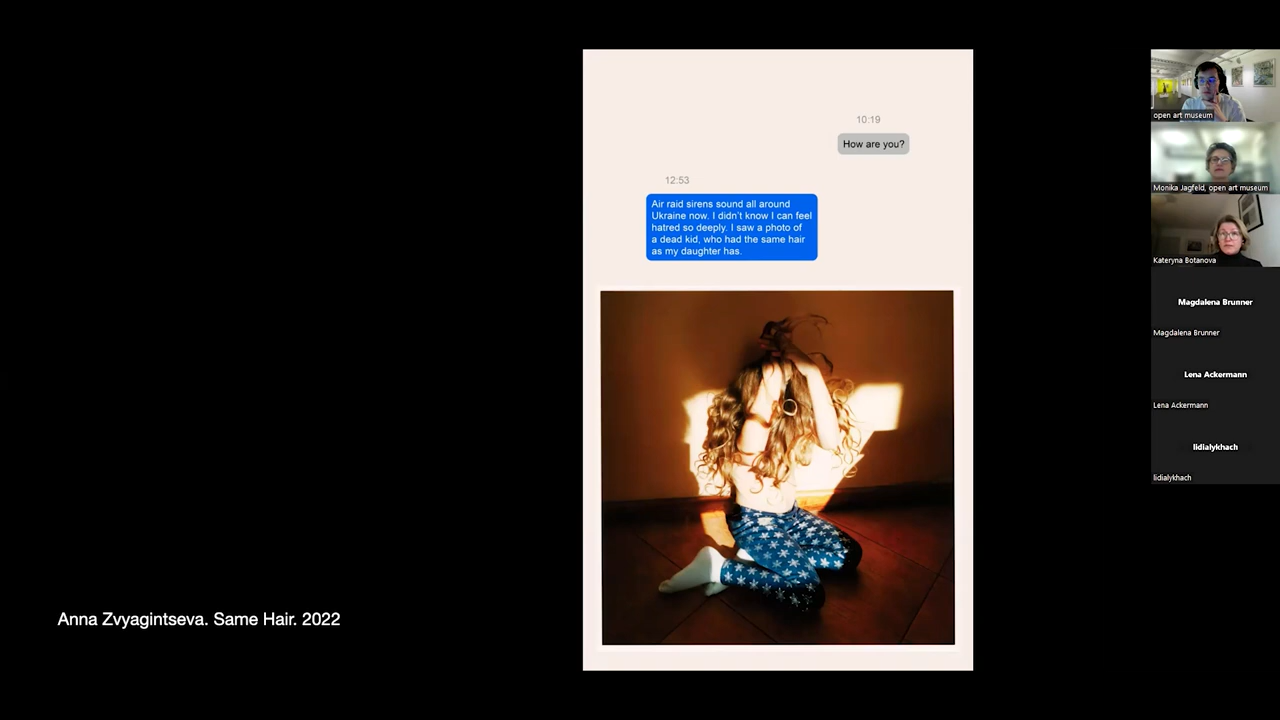 10:19
How are you?
12:53
Air raid sirens sound all around
Ukraine now. I didn't know I can feel
hatred so deeply. I saw a photo of
a dead kid, who had the same hair
as my daughter has.
Anna Zvyagintseva. Same Hair. 2022
open art museum
Monika Jagfeld, open art museum
Kateryna Botanova
Magdalena Brunner
Magdalena Brunner
Lena Ackermann
Lena Ackermann
lidialykhach
lidialykhach